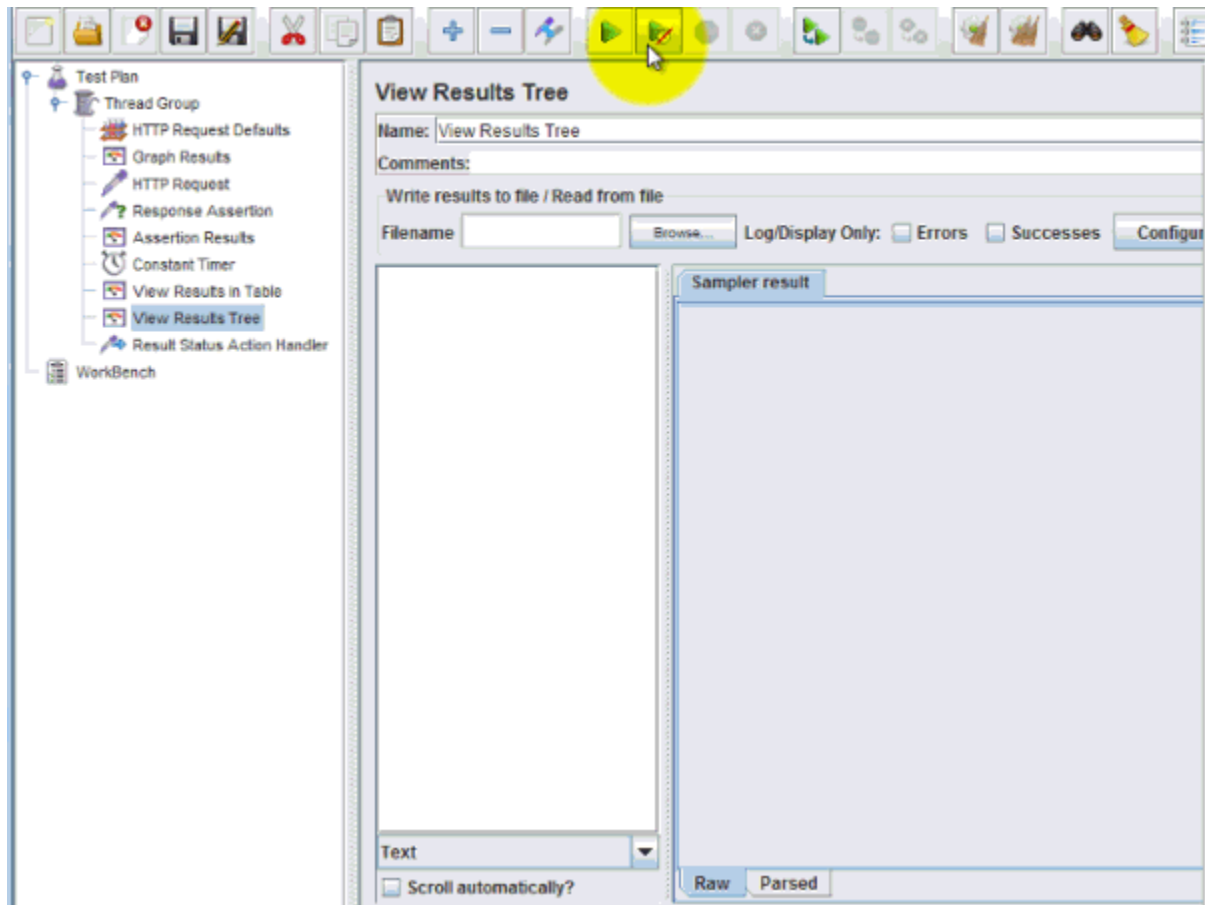 Test Plan
Thread Group
HTTP Request Defaults
Graph Results
HTTP Request
Response Assertion
Assertion Results
Constant Timer
View Results in Table
View Results Tree
Result Status Action Handler
WorkBench
View Results Tree
Name: View Results Tree
Comments:
Write results to file / Read from file
Filename Browse... Log/Display Only: Errors Successes Configur
Sampler result
Text
Scroll automatically?
Raw Parsed